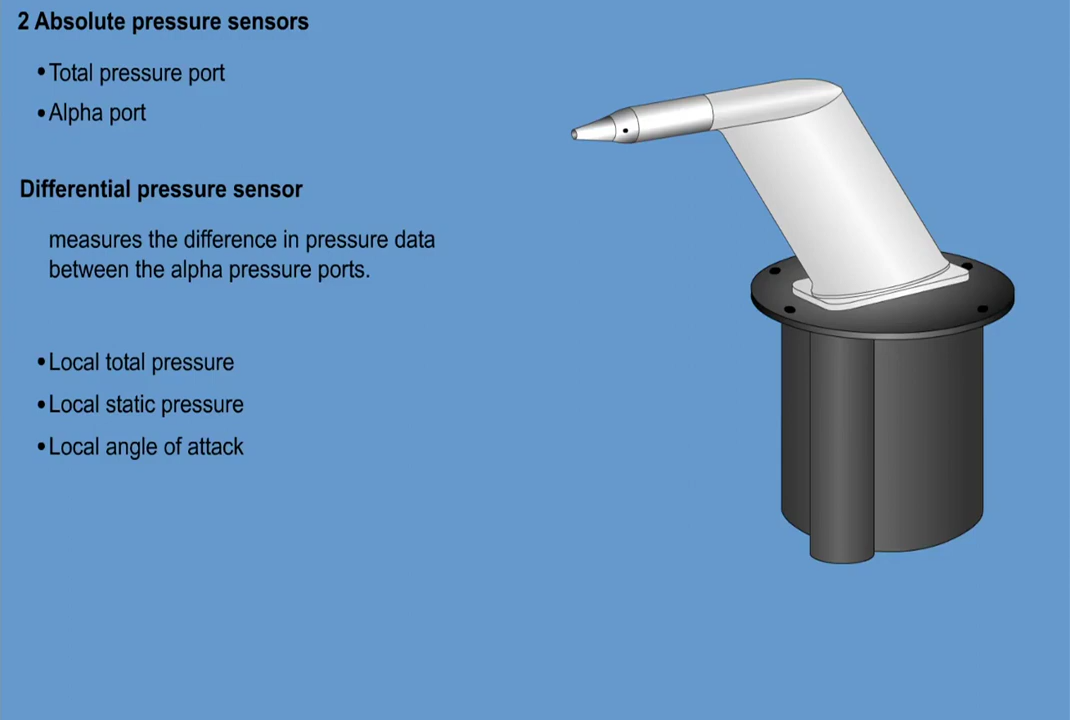 2 Absolute pressure sensors
•Total pressure port
•Alpha port
Differential pressure sensor
measures the difference in pressure data
between the alpha pressure ports.
•Local total pressure
•Local static pressure
•Local angle of attack